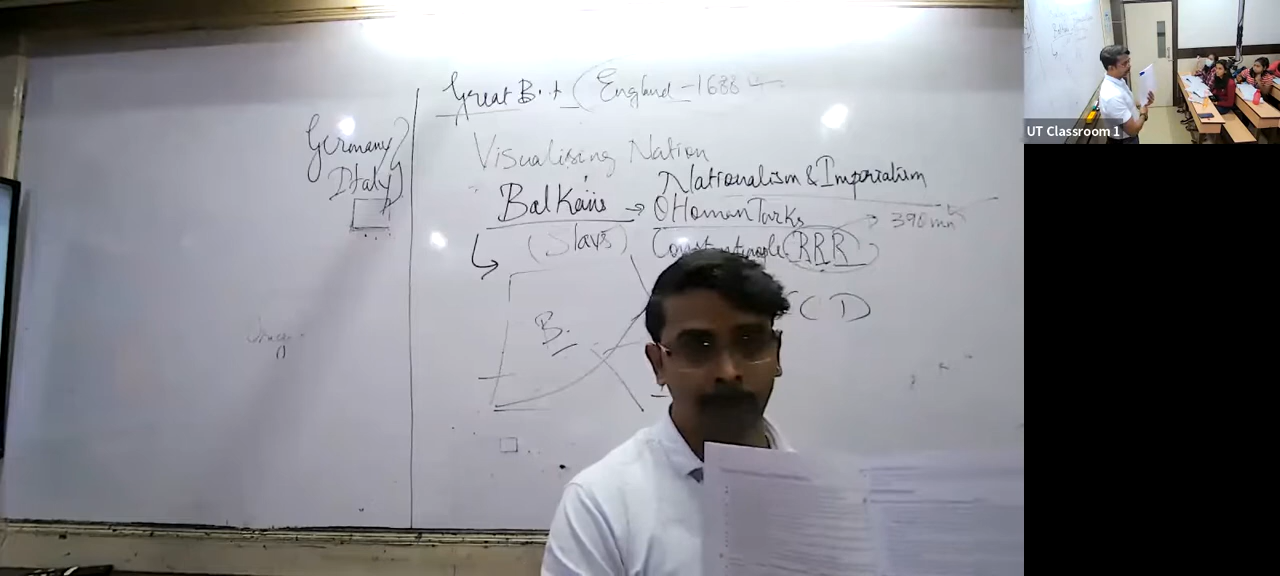 Great Brit (England - 1688
Germany
Italy
Visualising Nation
Nationalism & Imperialism
Balkans → Ottoman Turks → 390 mn
(Slavs) Constantinople RRR
C D
B.
UT Classroom 1